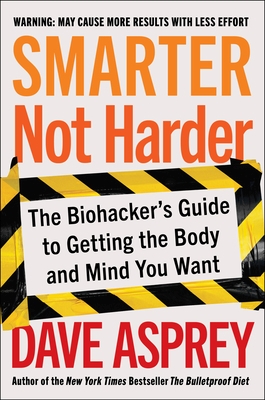 WARNING: MAY CAUSE MORE RESULTS WITH LESS EFFORT
SMARTER
Not Harder
The Biohacker's Guide
to Getting the Body
and Mind You Want
DAVE ASPREY
Author of the New York Times Bestseller The Bulletproof Diet